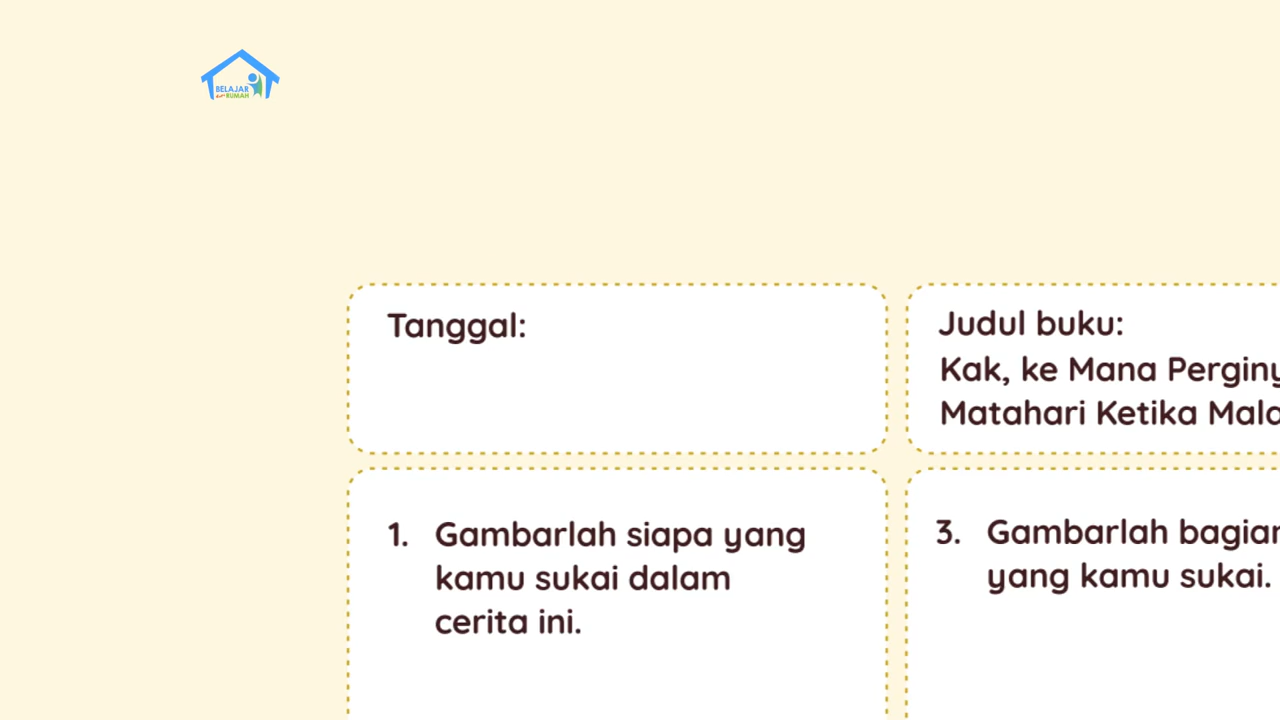 BELAJAR
RUMAH
Tanggal:
Judul buku:
Kak, ke Mana
Matahari Ketika
1. Gambarlah siapa yang
kamu sukai dalam
cerita ini.
3. Gambarlah
yang kamu sukai.